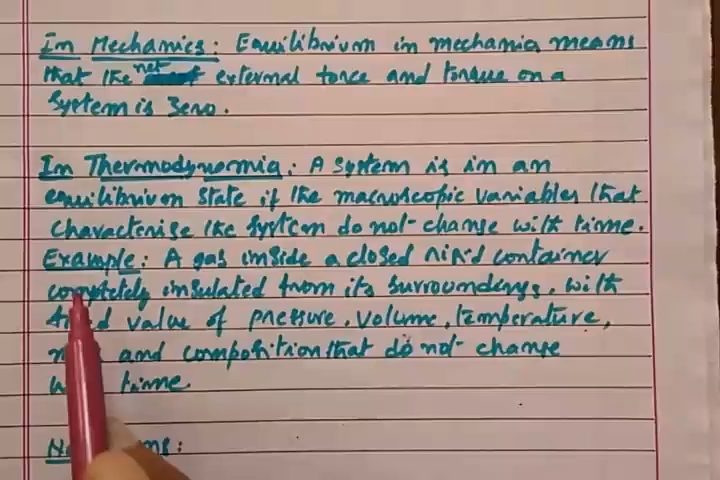 In Mechanics: Equilibrium in mechanics means
that the net external force and torque on a
system is zero.
In Thermodynamics: A system is in an
equilibrium state if the macroscopic variables that
characterise the system do not change with time.
Example: A gas inside a closed rigid container
completely insulated from its surroundings, with
value of pressure, volume, temperature,
and composition that do not change
time.